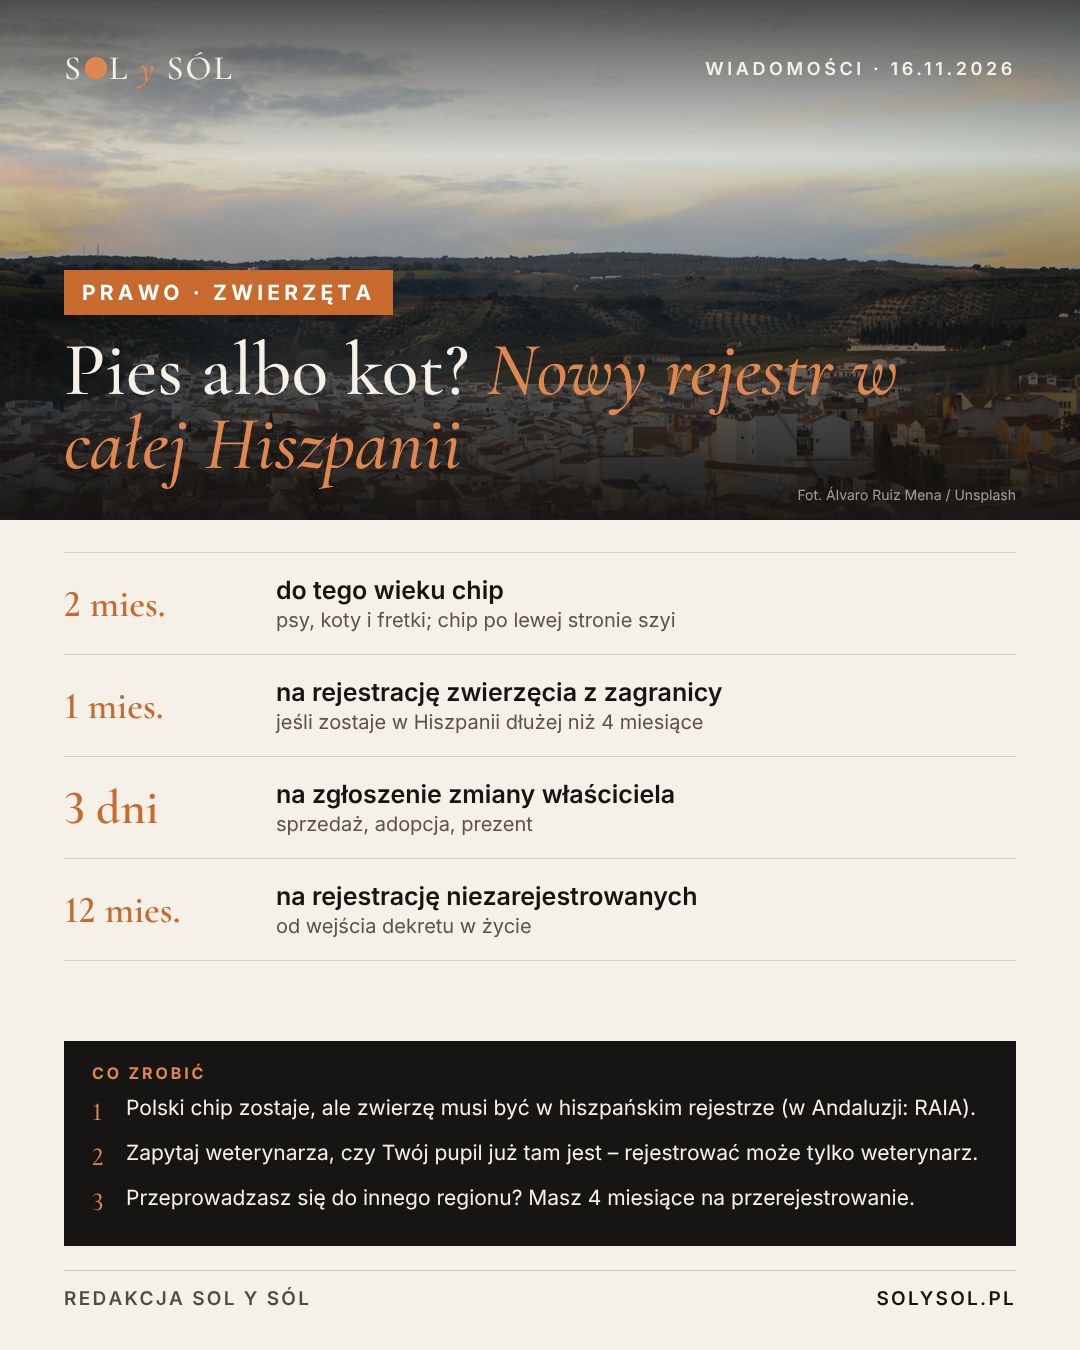 SOL y SÓL
WIADOMOŚCI · 16.11.2026
PRAWO · ZWIERZĘTA
Pies albo kot? Nowy rejestr w
całej Hiszpanii
Fot. Álvaro Ruiz Mena / Unsplash
2 mies.
do tego wieku chip
psy, koty i fretki; chip po lewej stronie szyi
1 mies.
na rejestrację zwierzęcia z zagranicy
jeśli zostaje w Hiszpanii dłużej niż 4 miesiące
3 dni
na zgłoszenie zmiany właściciela
sprzedaż, adopcja, prezent
12 mies.
na rejestrację niezarejestrowanych
od wejścia dekretu w życie
CO ZROBIĆ
1 Polski chip zostaje, ale zwierzę musi być w hiszpańskim rejestrze (w Andaluzji: RAIA).
2 Zapytaj weterynarza, czy Twój pupil już tam jest – rejestrować może tylko weterynarz.
3 Przeprowadzasz się do innego regionu? Masz 4 miesiące na przerejestrowanie.
REDAKCJA SOL Y SÓL
SOLYSOL.PL